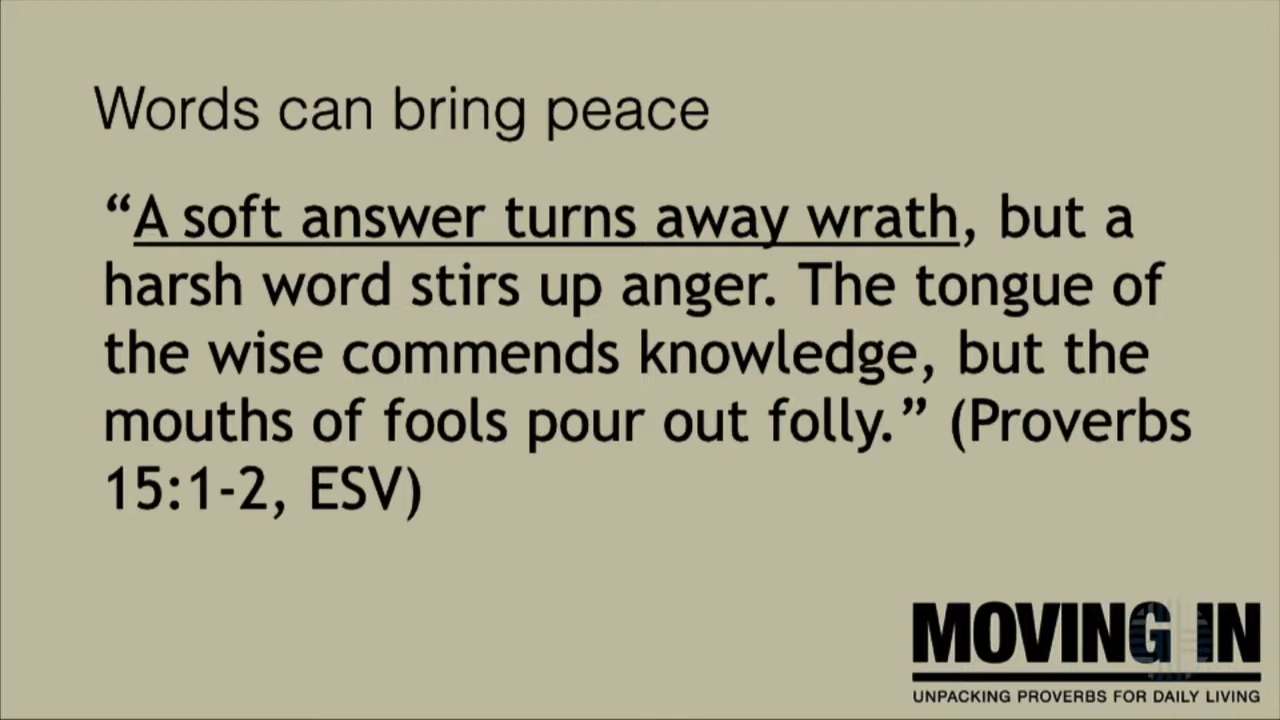 Words can bring peace
“A soft answer turns away wrath, but a
harsh word stirs up anger. The tongue of
the wise commends knowledge, but the
mouths of fools pour out folly.” (Proverbs
15:1-2, ESV)
MOVING IN
UNPACKING PROVERBS FOR DAILY LIVING